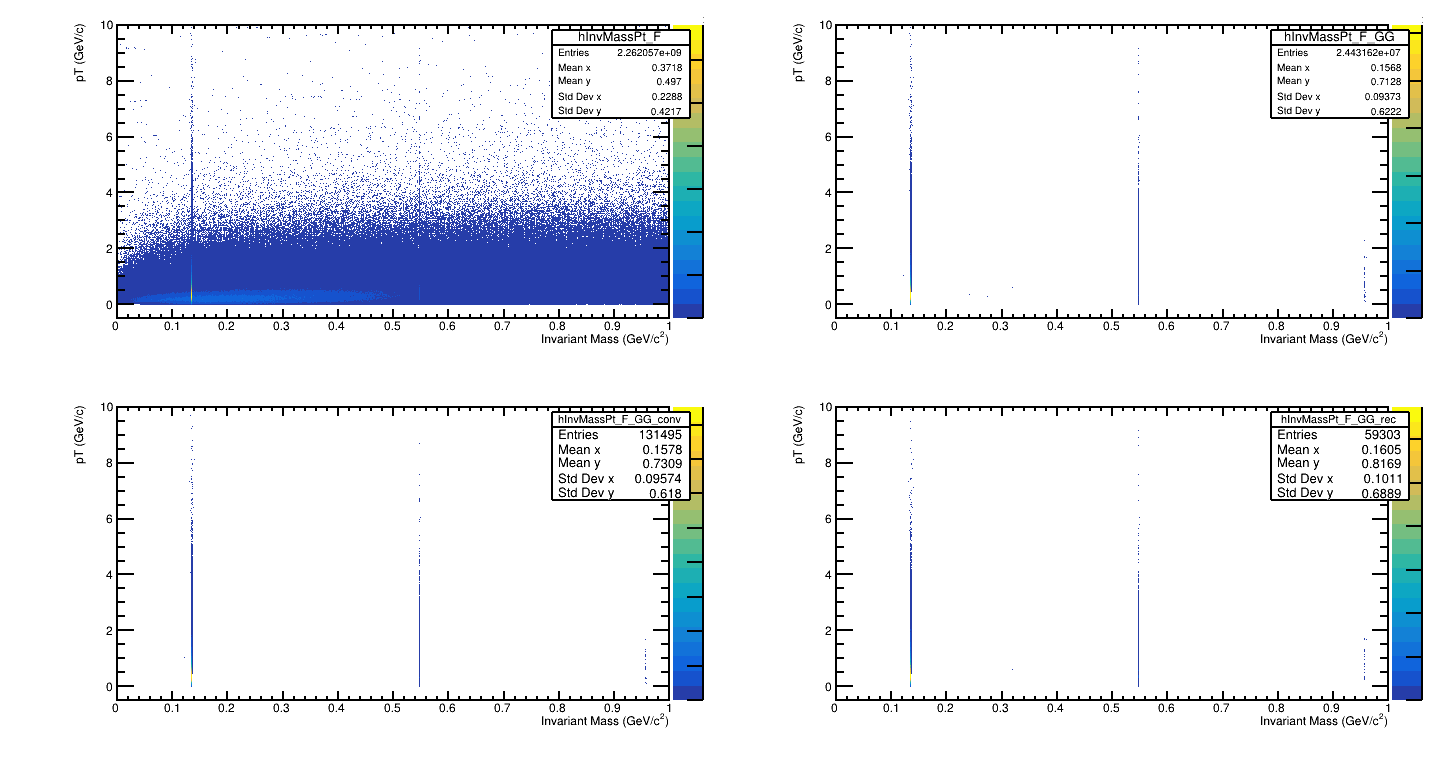 hInvMassPt_F
Entries 2.262057e+09
Mean x 0.3718
Mean y 0.497
Std Dev x 0.2288
Std Dev y 0.4217
pT (GeV/c)
10
8
6
4
2
0
0 0.1 0.2 0.3 0.4 0.5 0.6 0.7 0.8 0.9 1
Invariant Mass (GeV/c²)
hInvMassPt_F_GG
Entries 2.443162e+07
Mean x 0.1568
Mean y 0.7128
Std Dev x 0.09373
Std Dev y 0.6222
pT (GeV/c)
10
8
6
4
2
0
0 0.1 0.2 0.3 0.4 0.5 0.6 0.7 0.8 0.9 1
Invariant Mass (GeV/c²)
hInvMassPt_F_GG_conv
Entries 131495
Mean x 0.1578
Mean y 0.7309
Std Dev x 0.09574
Std Dev y 0.618
pT (GeV/c)
10
8
6
4
2
0
0 0.1 0.2 0.3 0.4 0.5 0.6 0.7 0.8 0.9 1
Invariant Mass (GeV/c²)
hInvMassPt_F_GG_rec
Entries 59303
Mean x 0.1605
Mean y 0.8169
Std Dev x 0.1011
Std Dev y 0.6889
pT (GeV/c)
10
8
6
4
2
0
0 0.1 0.2 0.3 0.4 0.5 0.6 0.7 0.8 0.9 1
Invariant Mass (GeV/c²)